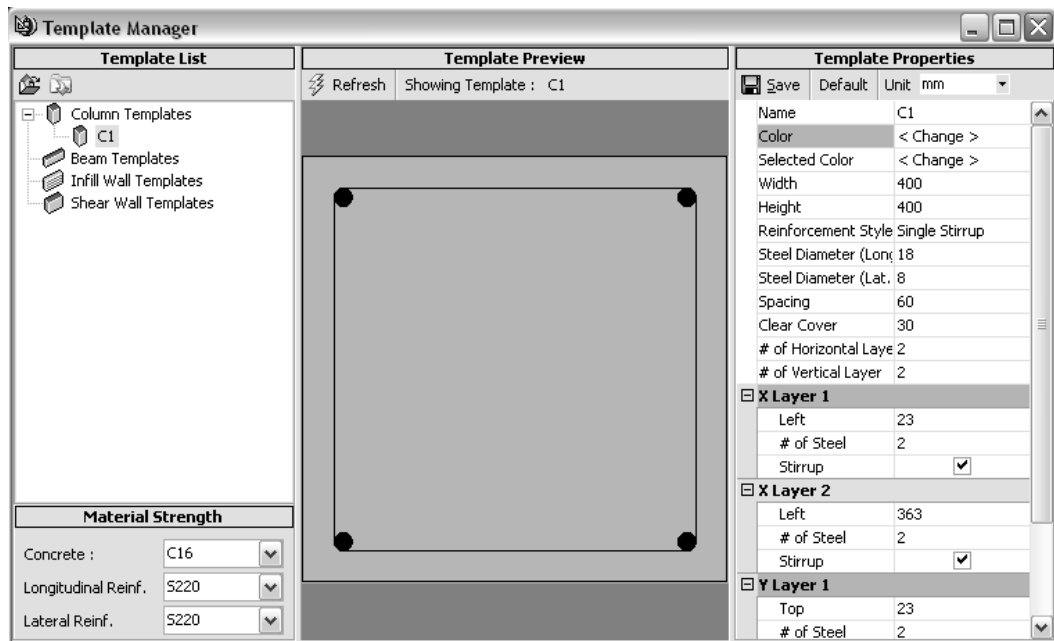 Template Manager
Template List
Column Templates
C1
Beam Templates
Infill Wall Templates
Shear Wall Templates
Material Strength
Concrete : C16
Longitudinal Reinf. S220
Lateral Reinf. S220
Template Preview
Refresh Showing Template : C1
Template Properties
Save Default Unit mm
Name C1
Color < Change >
Selected Color < Change >
Width 400
Height 400
Reinforcement Style Single Stirrup
Steel Diameter (Long 18
Steel Diameter (Lat. 8
Spacing 60
Clear Cover 30
# of Horizontal Laye 2
# of Vertical Layer 2
X Layer 1
Left 23
# of Steel 2
Stirrup
X Layer 2
Left 363
# of Steel 2
Stirrup
Y Layer 1
Top 23
# of Steel 2